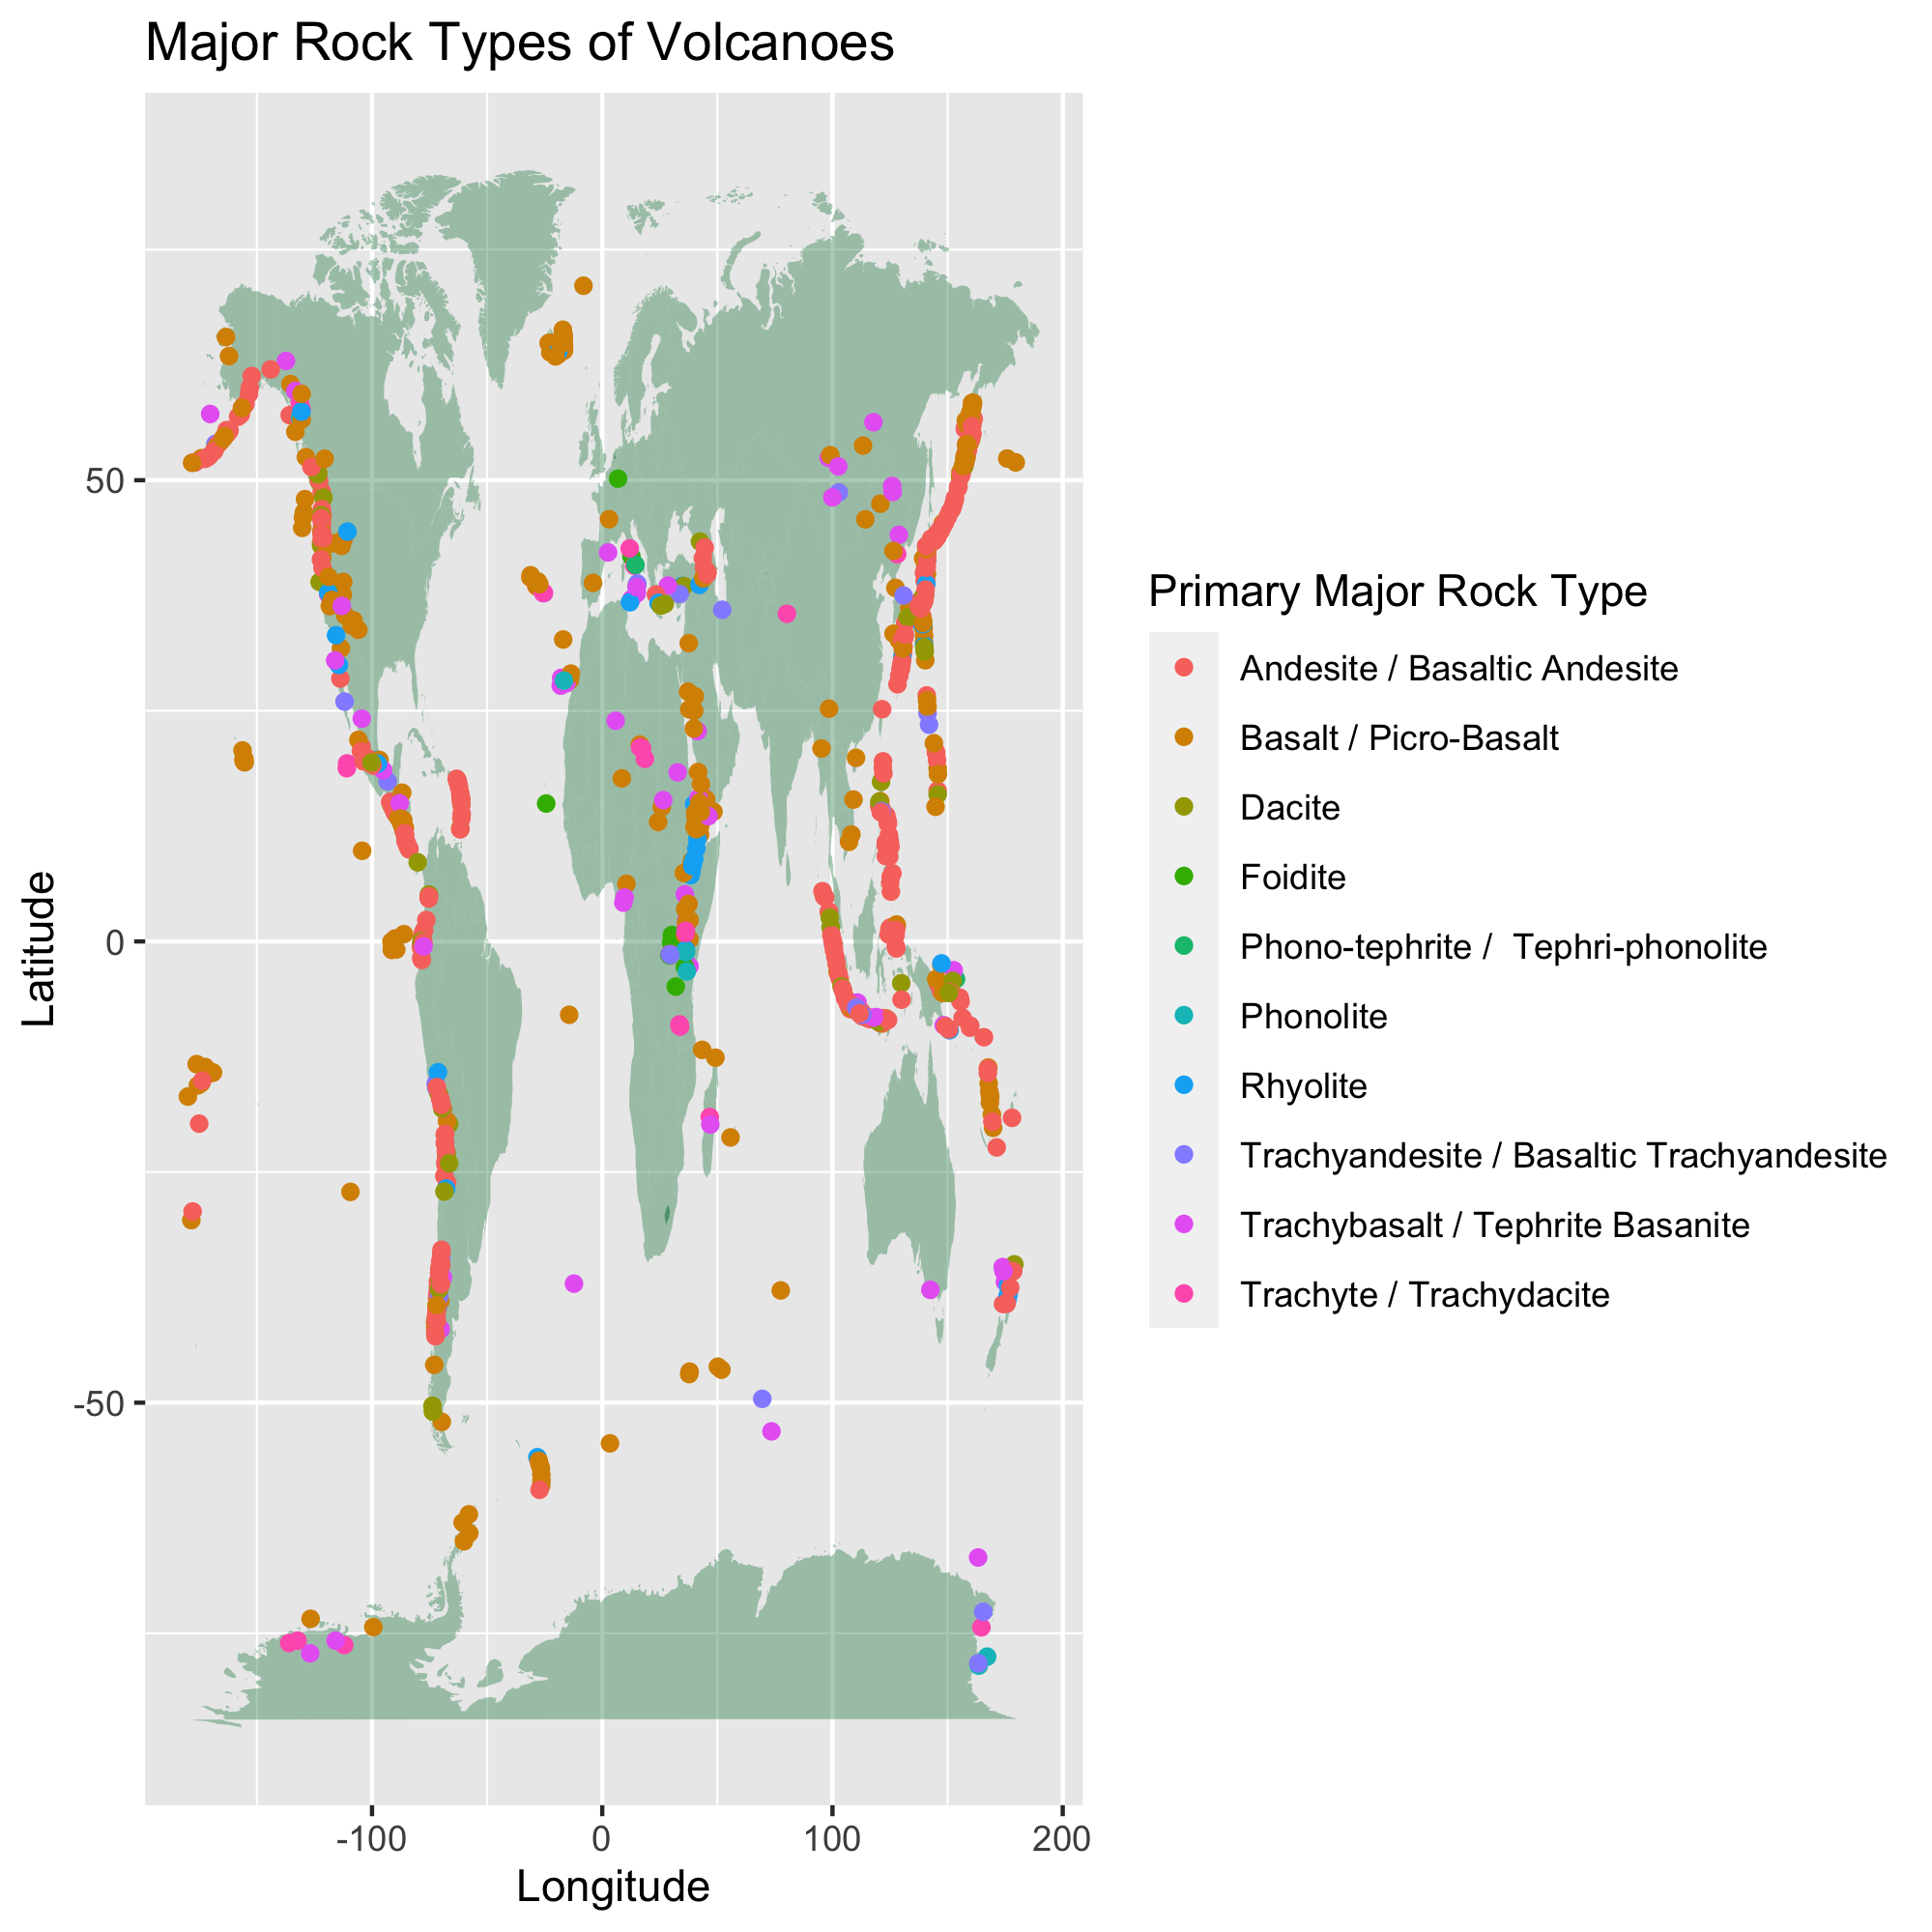 Major Rock Types of Volcanoes
50
0
-50
Latitude
-100
0
100
200
Longitude
Primary Major Rock Type
Andesite / Basaltic Andesite
Basalt / Picro-Basalt
Dacite
Foidite
Phono-tephrite /  Tephri-phonolite
Phonolite
Rhyolite
Trachyandesite / Basaltic Trachyandesite
Trachybasalt / Tephrite Basanite
Trachyte / Trachydacite